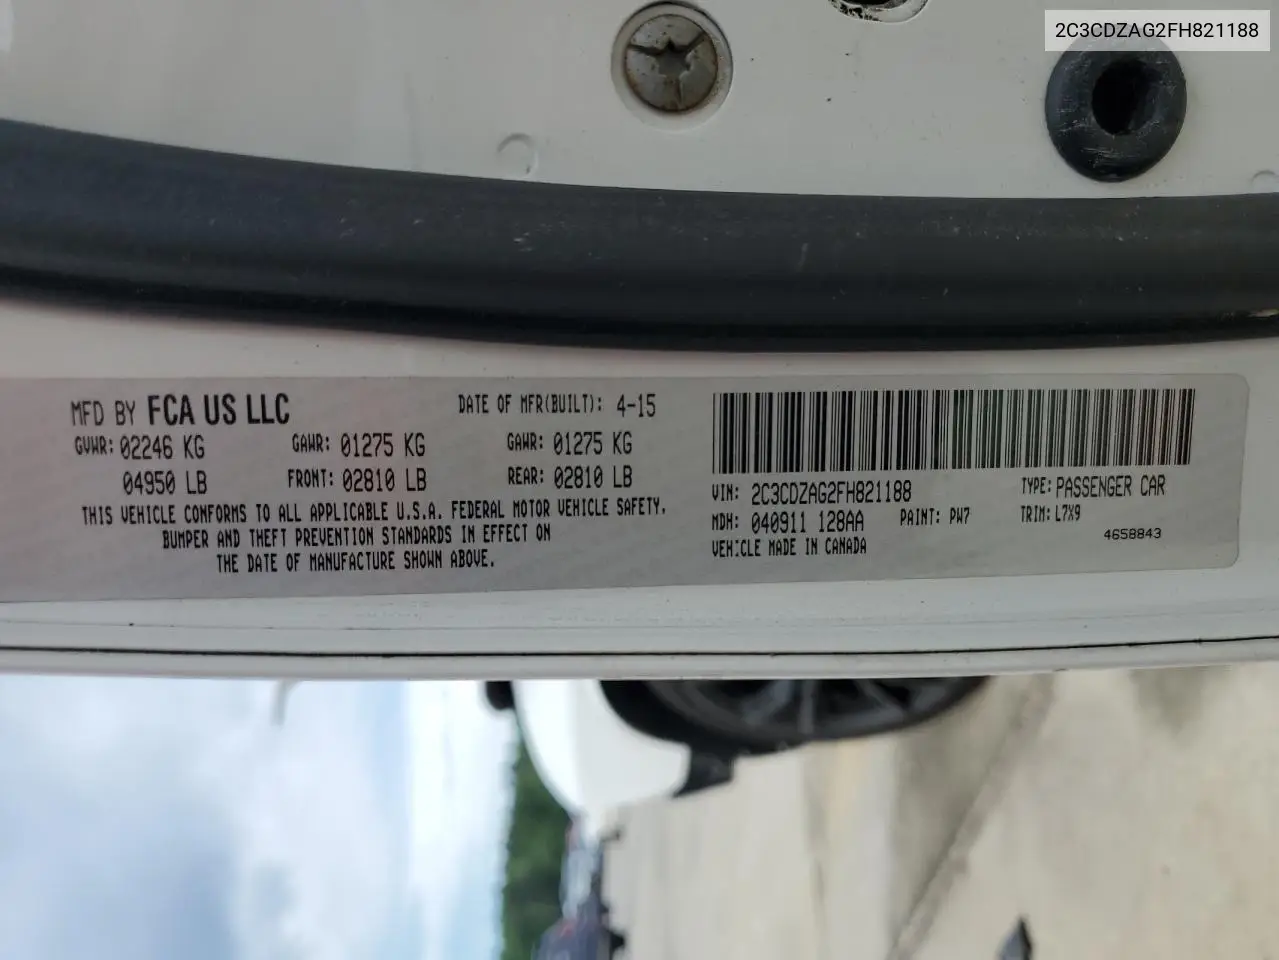 2C3CDZAG2FH821188
MFD BY FCA US LLC DATE OF MFR(BUILT): 4-15
GVWR: 02246 KG GAWR: 01275 KG GAWR: 01275 KG
04950 LB FRONT: 02810 LB REAR: 02810 LB
THIS VEHICLE CONFORMS TO ALL APPLICABLE U.S.A. FEDERAL MOTOR VEHICLE SAFETY,
BUMPER AND THEFT PREVENTION STANDARDS IN EFFECT ON
THE DATE OF MANUFACTURE SHOWN ABOVE.
VIN: 2C3CDZAG2FH821188 TYPE: PASSENGER CAR
MDH: 040911 128AA PAINT: PW7 TRIM: L7X9
VEHICLE MADE IN CANADA 4658843